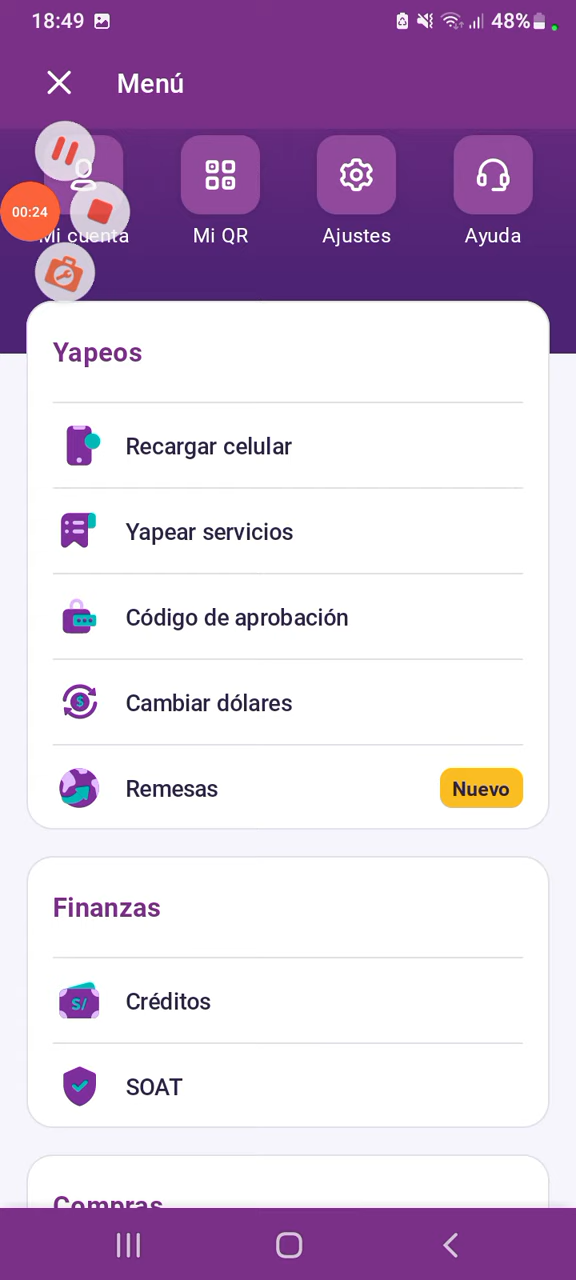 18:49
48%
Menú
00:24
Mi cuenta
Mi QR
Ajustes
Ayuda
Yapeos
Recargar celular
Yapear servicios
Código de aprobación
Cambiar dólares
$
Remesas
Nuevo
Finanzas
S/
Créditos
SOAT
Compras